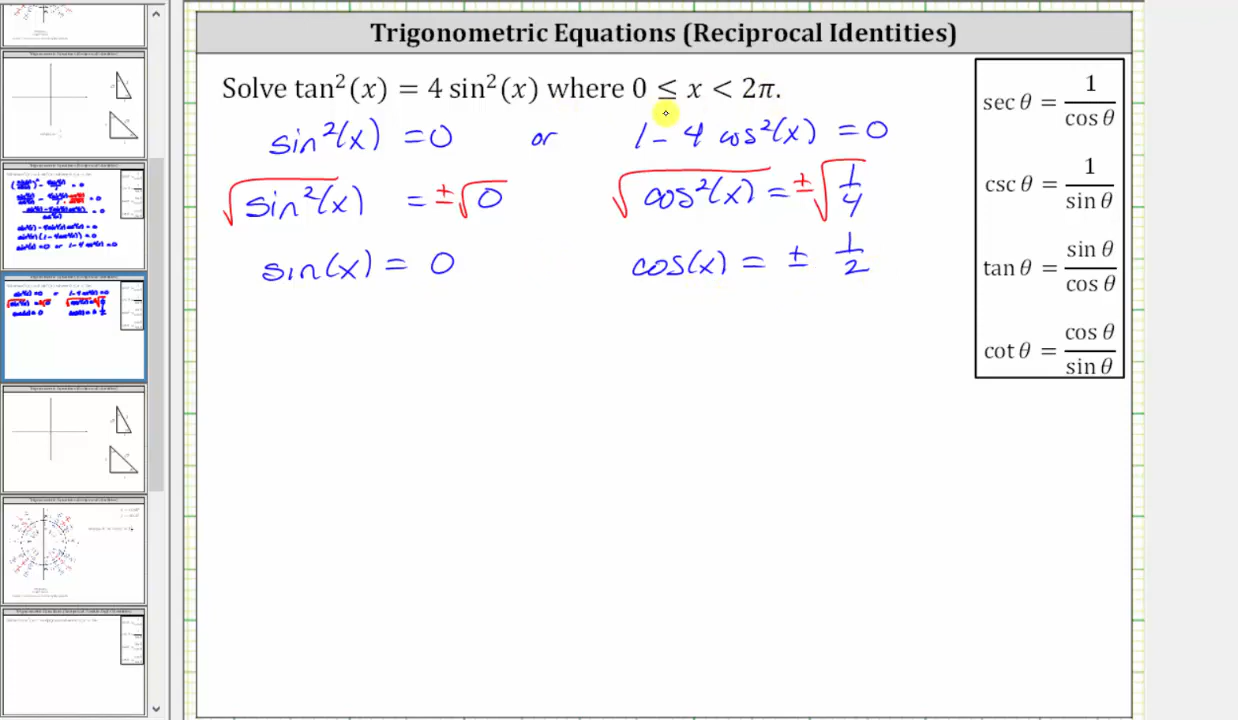 Trigonometric Equations (Reciprocal Identities)
Solve tan²(x) = 4 sin²(x) where 0 ≤ x < 2π.
sin²(x) = 0 or 1 - 4 cos²(x) = 0
√sin²(x) = ±√0 √cos²(x) = ±√1/4
sin(x) = 0 cos(x) = ± 1/2
sec θ = 1/cos θ
csc θ = 1/sin θ
tan θ = sin θ/cos θ
cot θ = cos θ/sin θ